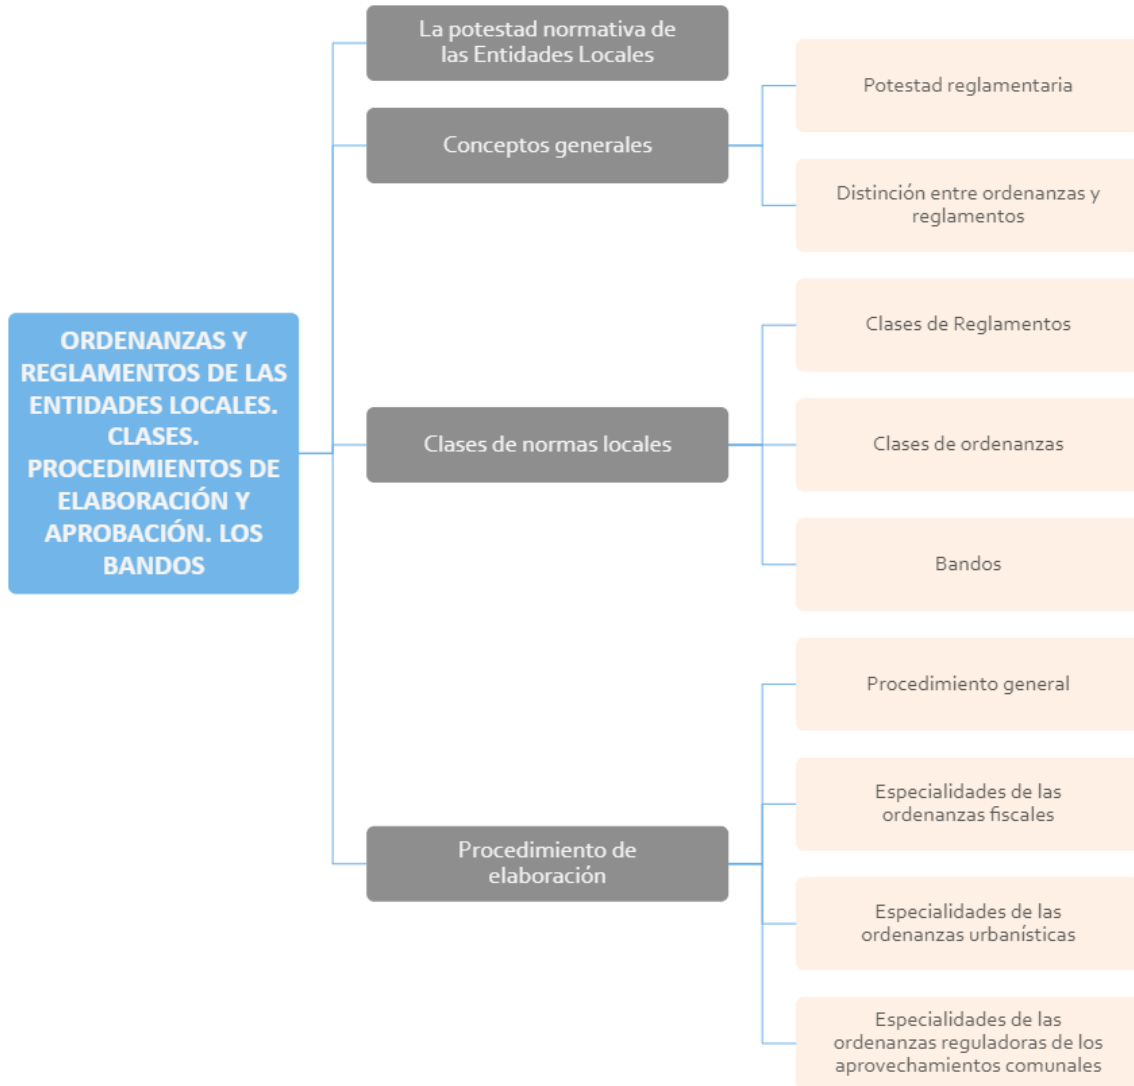 ORDENANZAS Y
REGLAMENTOS DE LAS
ENTIDADES LOCALES.
CLASES.
PROCEDIMIENTOS DE
ELABORACIÓN Y
APROBACIÓN. LOS
BANDOS
La potestad normativa de
las Entidades Locales
Conceptos generales
Potestad reglamentaria
Distinción entre ordenanzas y
reglamentos
Clases de normas locales
Clases de Reglamentos
Clases de ordenanzas
Bandos
Procedimiento de
elaboración
Procedimiento general
Especialidades de las
ordenanzas fiscales
Especialidades de las
ordenanzas urbanísticas
Especialidades de las
ordenanzas reguladoras de los
aprovechamientos comunales